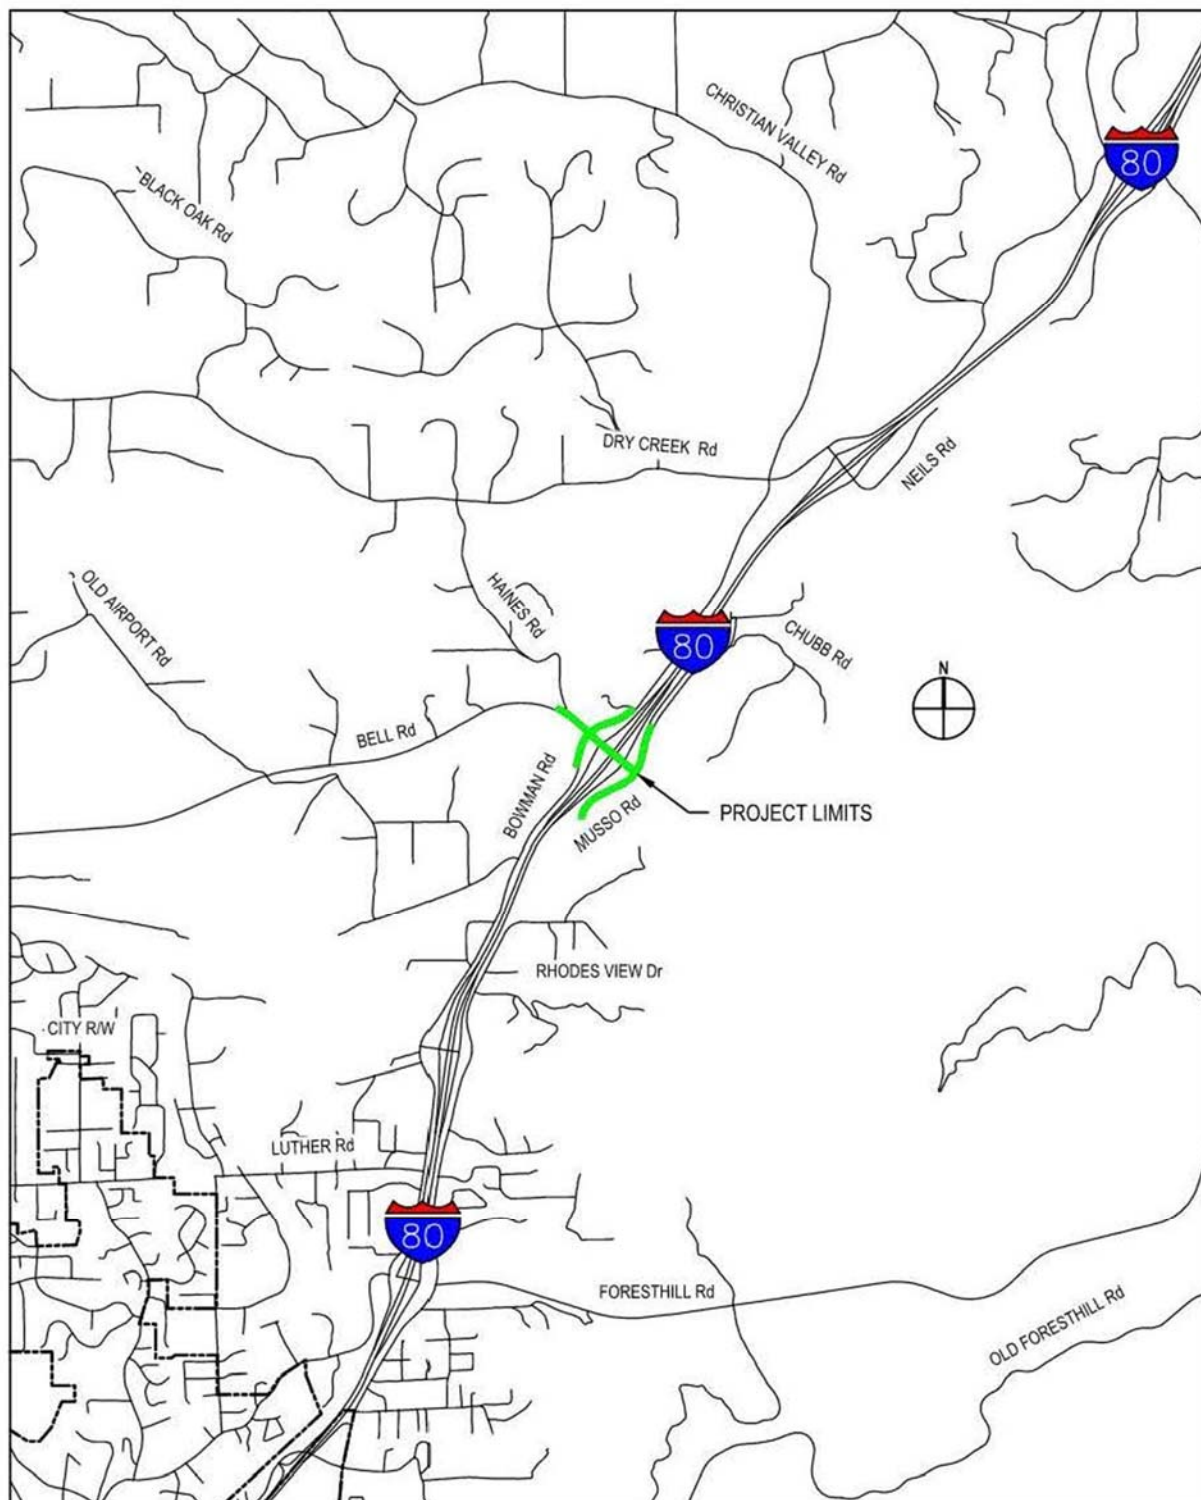 CHRISTIAN VALLEY Rd
80
BLACK OAK Rd
DRY CREEK Rd
NEILS Rd
OLD AIRPORT Rd
HAINES Rd
80
CHUBB Rd
N
BELL Rd
BOWMAN Rd
MUSSO Rd
PROJECT LIMITS
RHODES VIEW Dr
CITY R/W
LUTHER Rd
80
FORESTHILL Rd
OLD FORESTHILL Rd